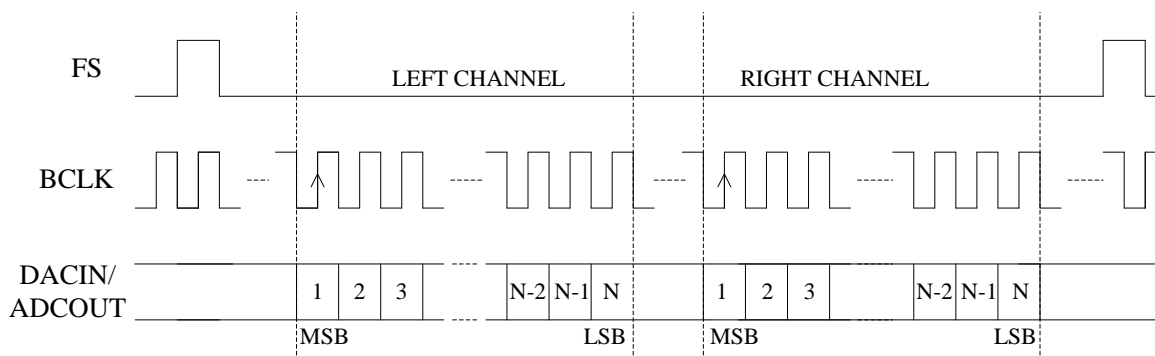 FS
LEFT CHANNEL
RIGHT CHANNEL
BCLK
DACIN/
ADCOUT
1 2 3 N-2 N-1 N 1 2 3 N-2 N-1 N
MSB LSB MSB LSB